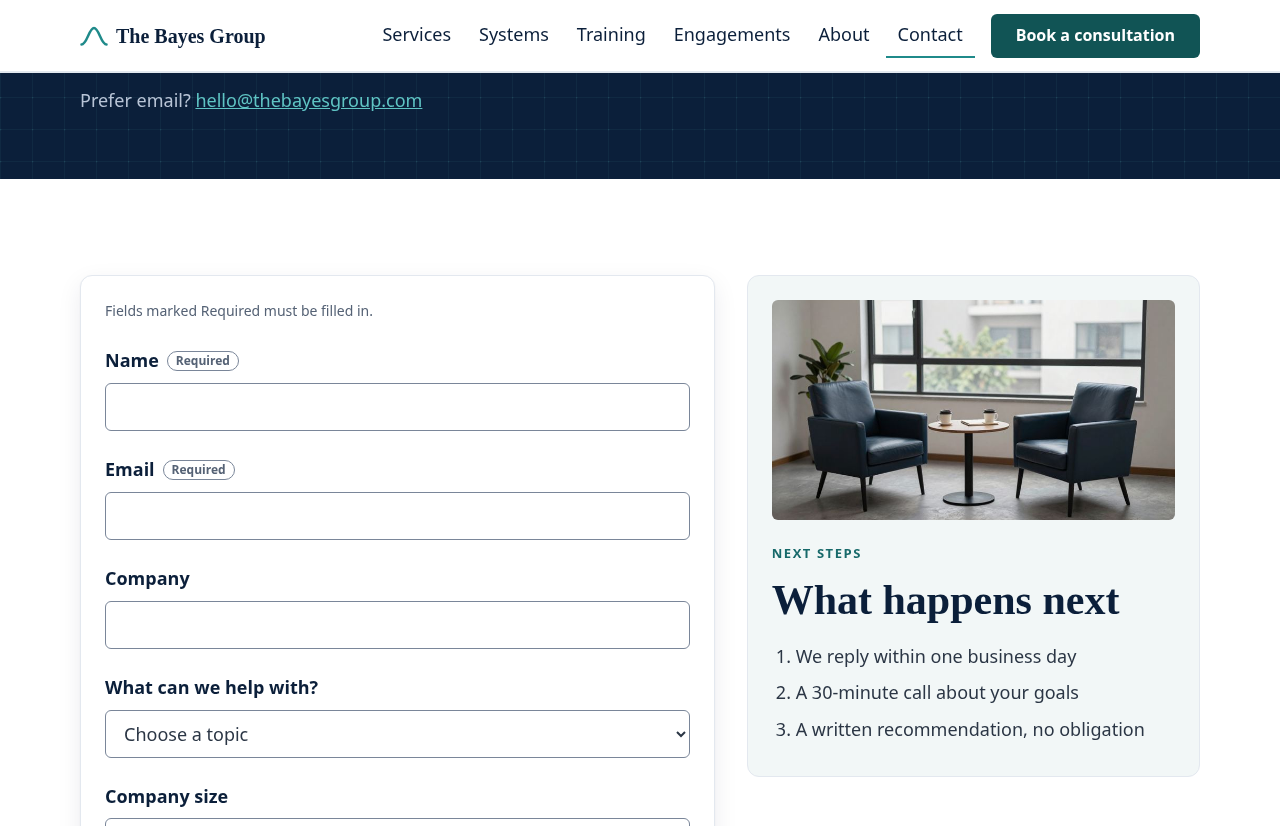 The Bayes Group
Services
Systems
Training
Engagements
About
Contact
Book a consultation
Prefer email? hello@thebayesgroup.com
Fields marked Required must be filled in.
Name Required
Email Required
Company
What can we help with?
Choose a topic
Company size
NEXT STEPS
What happens next
1. We reply within one business day
2. A 30-minute call about your goals
3. A written recommendation, no obligation